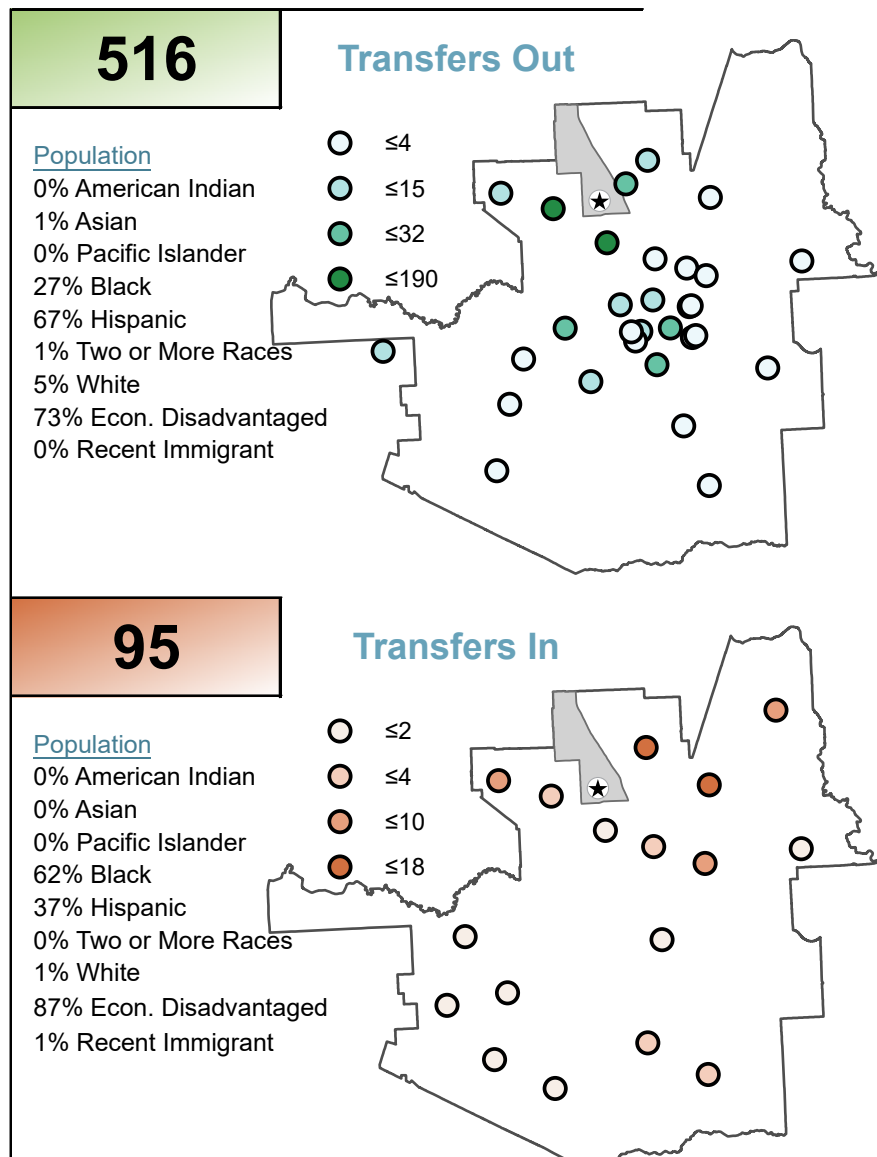 516
Transfers Out
Population
0% American Indian
1% Asian
0% Pacific Islander
27% Black
67% Hispanic
1% Two or More Races
5% White
73% Econ. Disadvantaged
0% Recent Immigrant
≤4
≤15
≤32
≤190
95
Transfers In
Population
0% American Indian
0% Asian
0% Pacific Islander
62% Black
37% Hispanic
0% Two or More Races
1% White
87% Econ. Disadvantaged
1% Recent Immigrant
≤2
≤4
≤10
≤18